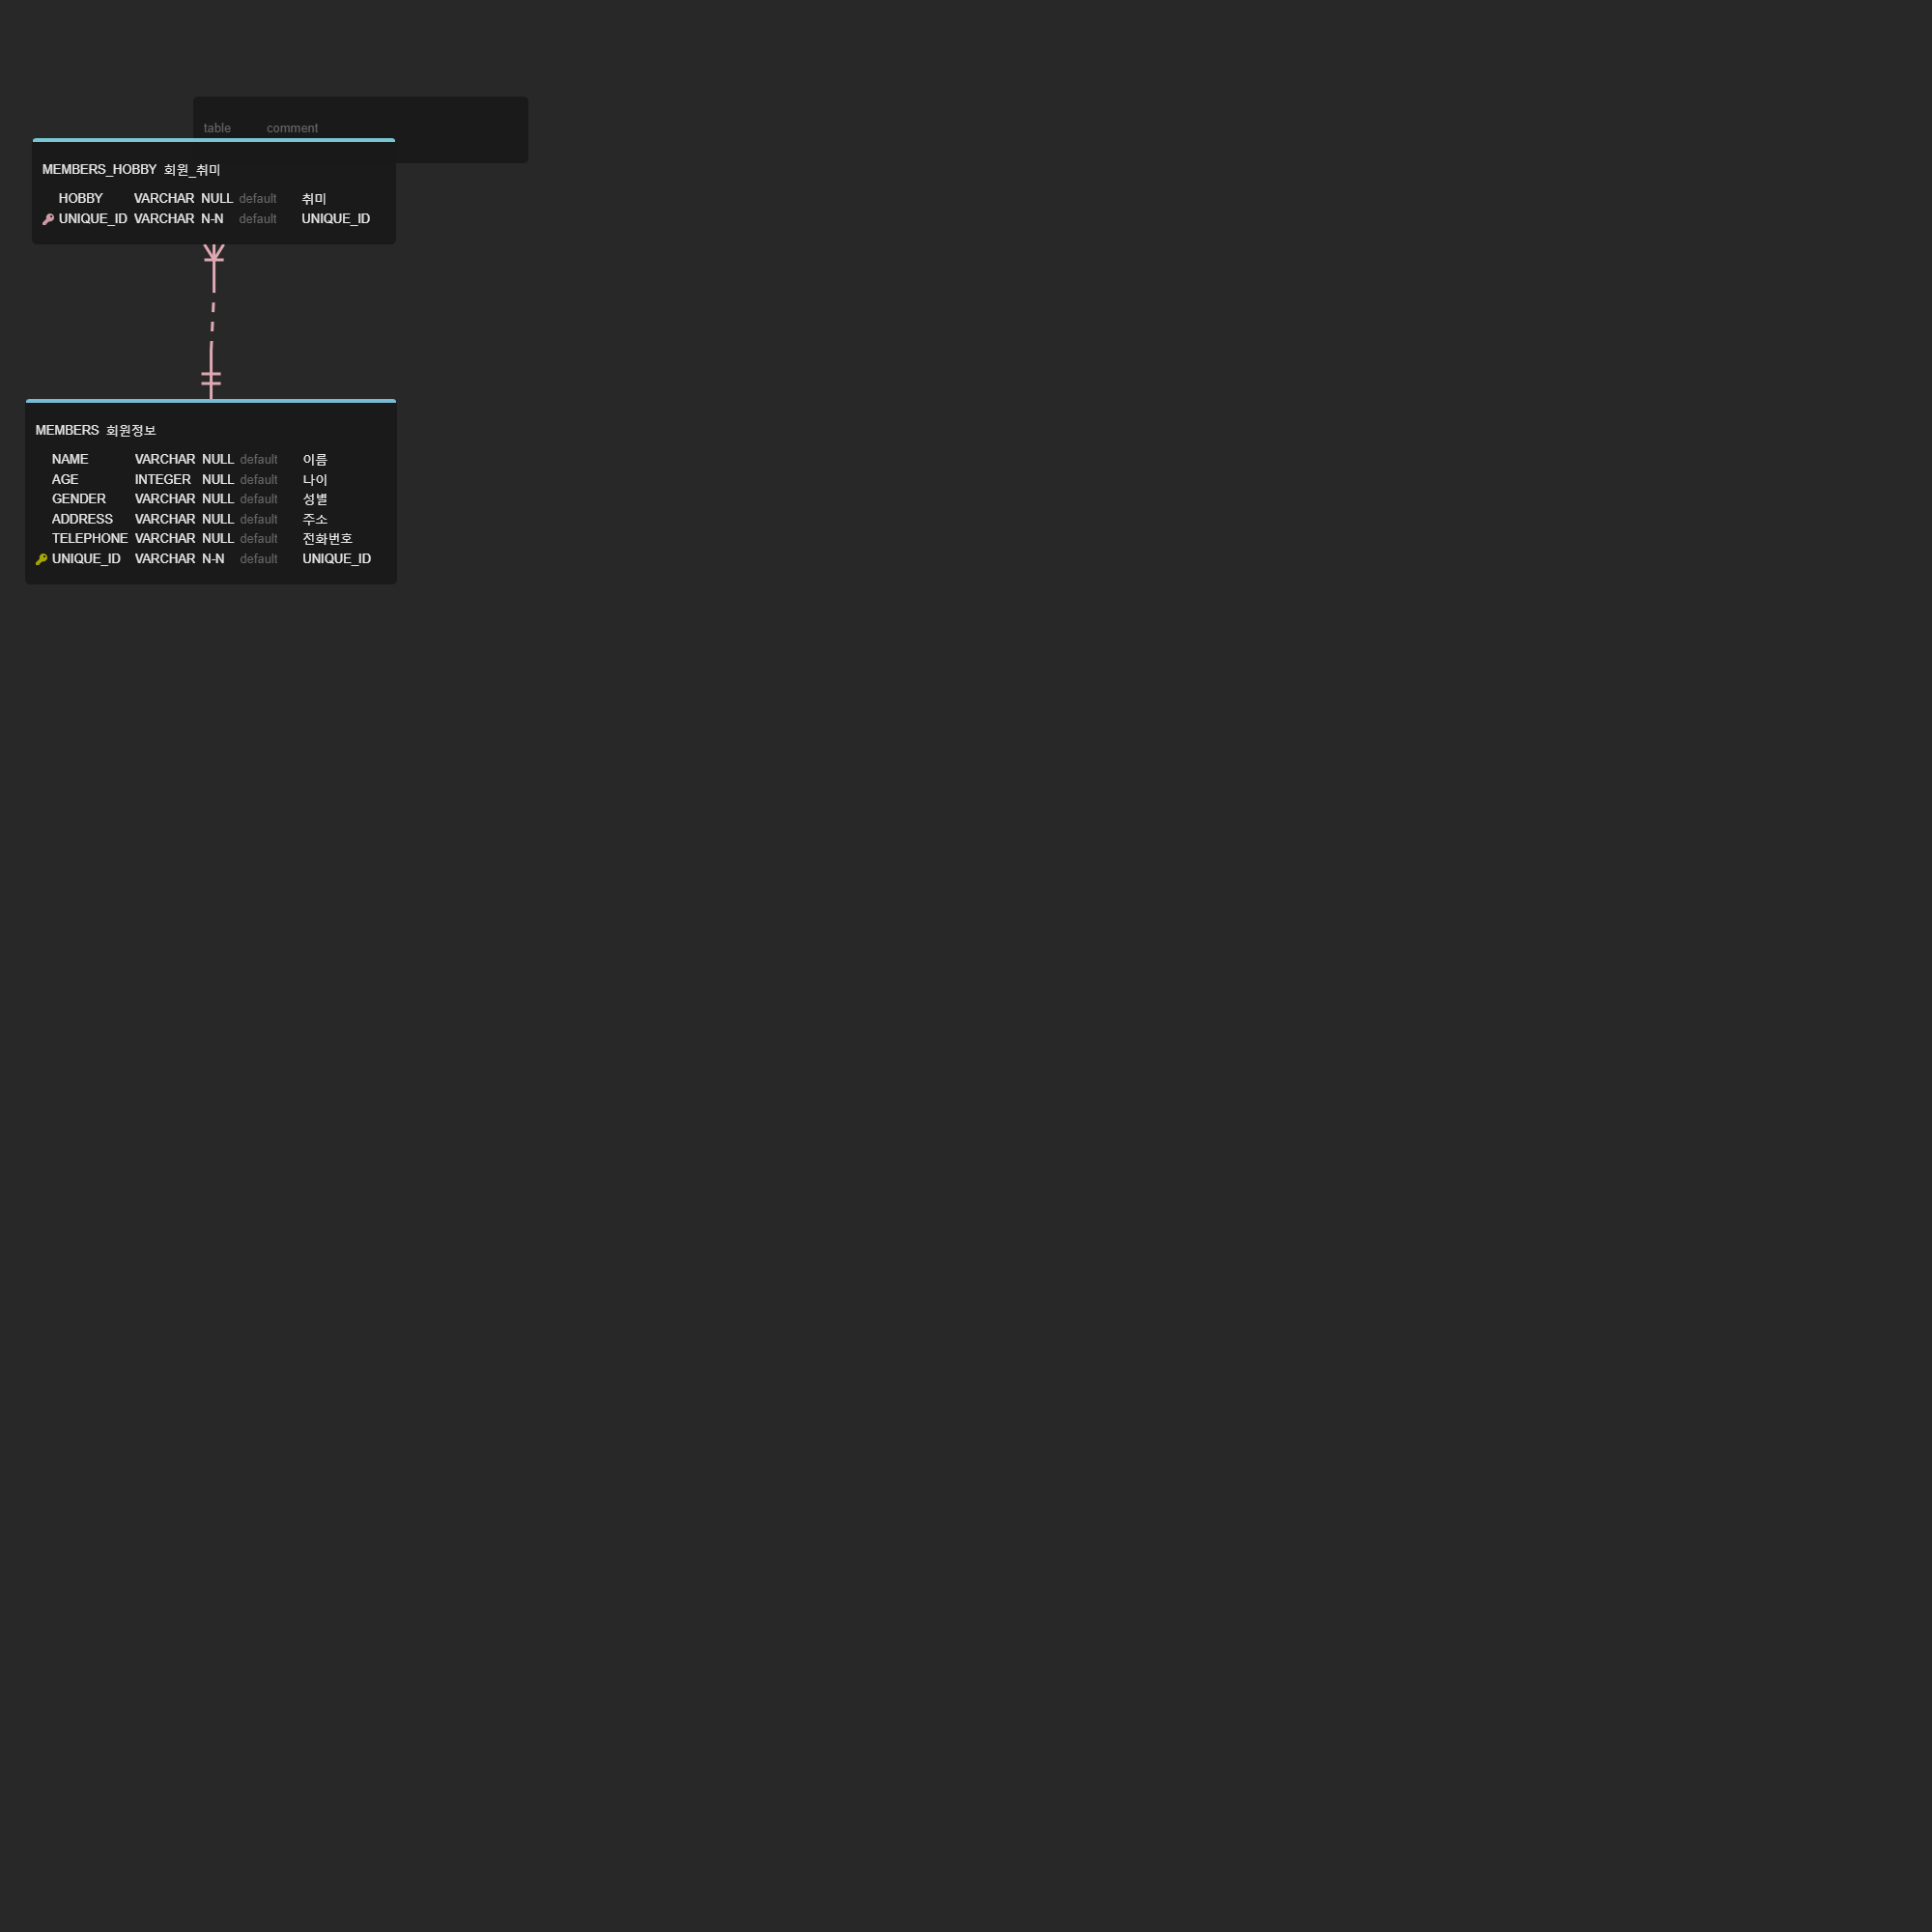 table comment
MEMBERS_HOBBY 회원_취미
HOBBY VARCHAR NULL default 취미
UNIQUE_ID VARCHAR N-N default UNIQUE_ID
MEMBERS 회원정보
NAME VARCHAR NULL default 이름
AGE INTEGER NULL default 나이
GENDER VARCHAR NULL default 성별
ADDRESS VARCHAR NULL default 주소
TELEPHONE VARCHAR NULL default 전화번호
UNIQUE_ID VARCHAR N-N default UNIQUE_ID